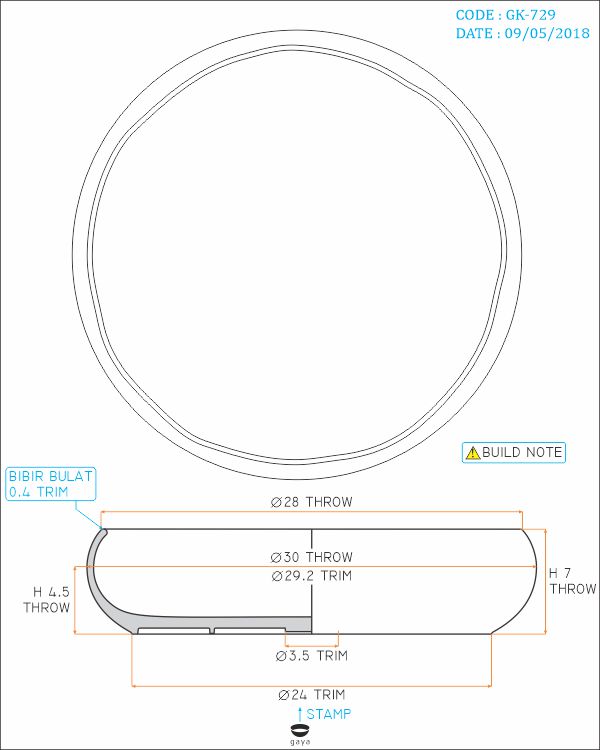 CODE : GK-729
DATE : 09/05/2018
BUILD NOTE
BIBIR BULAT
0.4 TRIM
Ø28 THROW
Ø30 THROW
Ø29.2 TRIM
H 4.5
THROW
H 7
THROW
Ø3.5 TRIM
Ø24 TRIM
STAMP
gaya